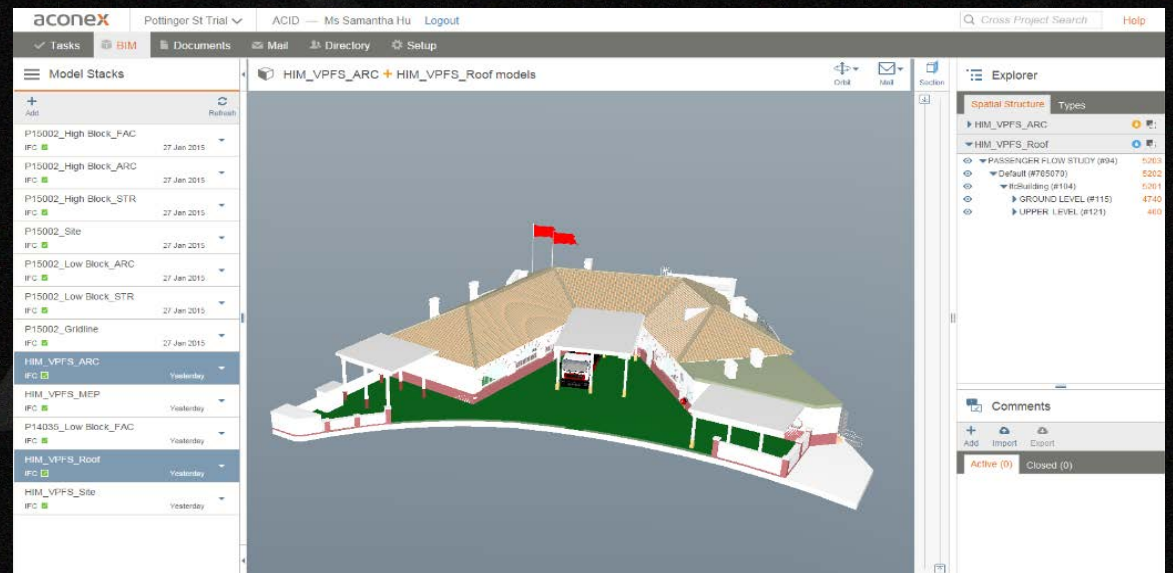 aconex
Pottinger St Trial
ACID — Ms Samantha Hu Logout
Cross Project Search
Help
Tasks
BIM
Documents
Mail
Directory
Setup
Model Stacks
Add
Refresh
P15002_High Block_FAC
IFC
27 Jan 2015
P15002_High Block_ARC
IFC
27 Jan 2015
P15002_High Block_STR
IFC
27 Jan 2015
P15002_Site
IFC
27 Jan 2015
P15002_Low Block_ARC
IFC
27 Jan 2015
P15002_Low Block_STR
IFC
27 Jan 2015
P15002_Gridline
IFC
27 Jan 2015
HIM_VPFS_ARC
IFC
Yesterday
HIM_VPFS_MEP
IFC
Yesterday
P14035_Low Block_FAC
IFC
Yesterday
HIM_VPFS_Roof
IFC
Yesterday
HIM_VPFS_Site
IFC
Yesterday
HIM_VPFS_ARC + HIM_VPFS_Roof models
Orbit
Mail
Section
Explorer
Spatial Structure
Types
HIM_VPFS_ARC
HIM_VPFS_Roof
PASSENGER FLOW STUDY (#94) 5203
Default (#705070) 5202
IfcBuilding (#104) 5201
GROUND LEVEL (#115) 4740
UPPER LEVEL (#121) 460
Comments
Add
Import
Export
Active (0)
Closed (0)